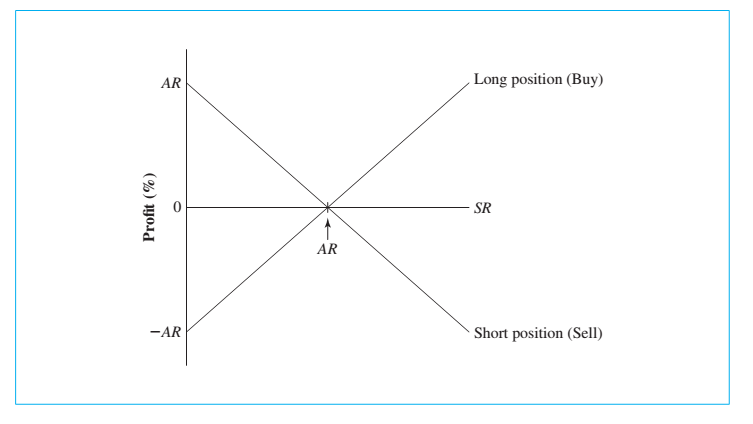 AR
Long position (Buy)
Profit (%)
0
SR
AR
−AR
Short position (Sell)